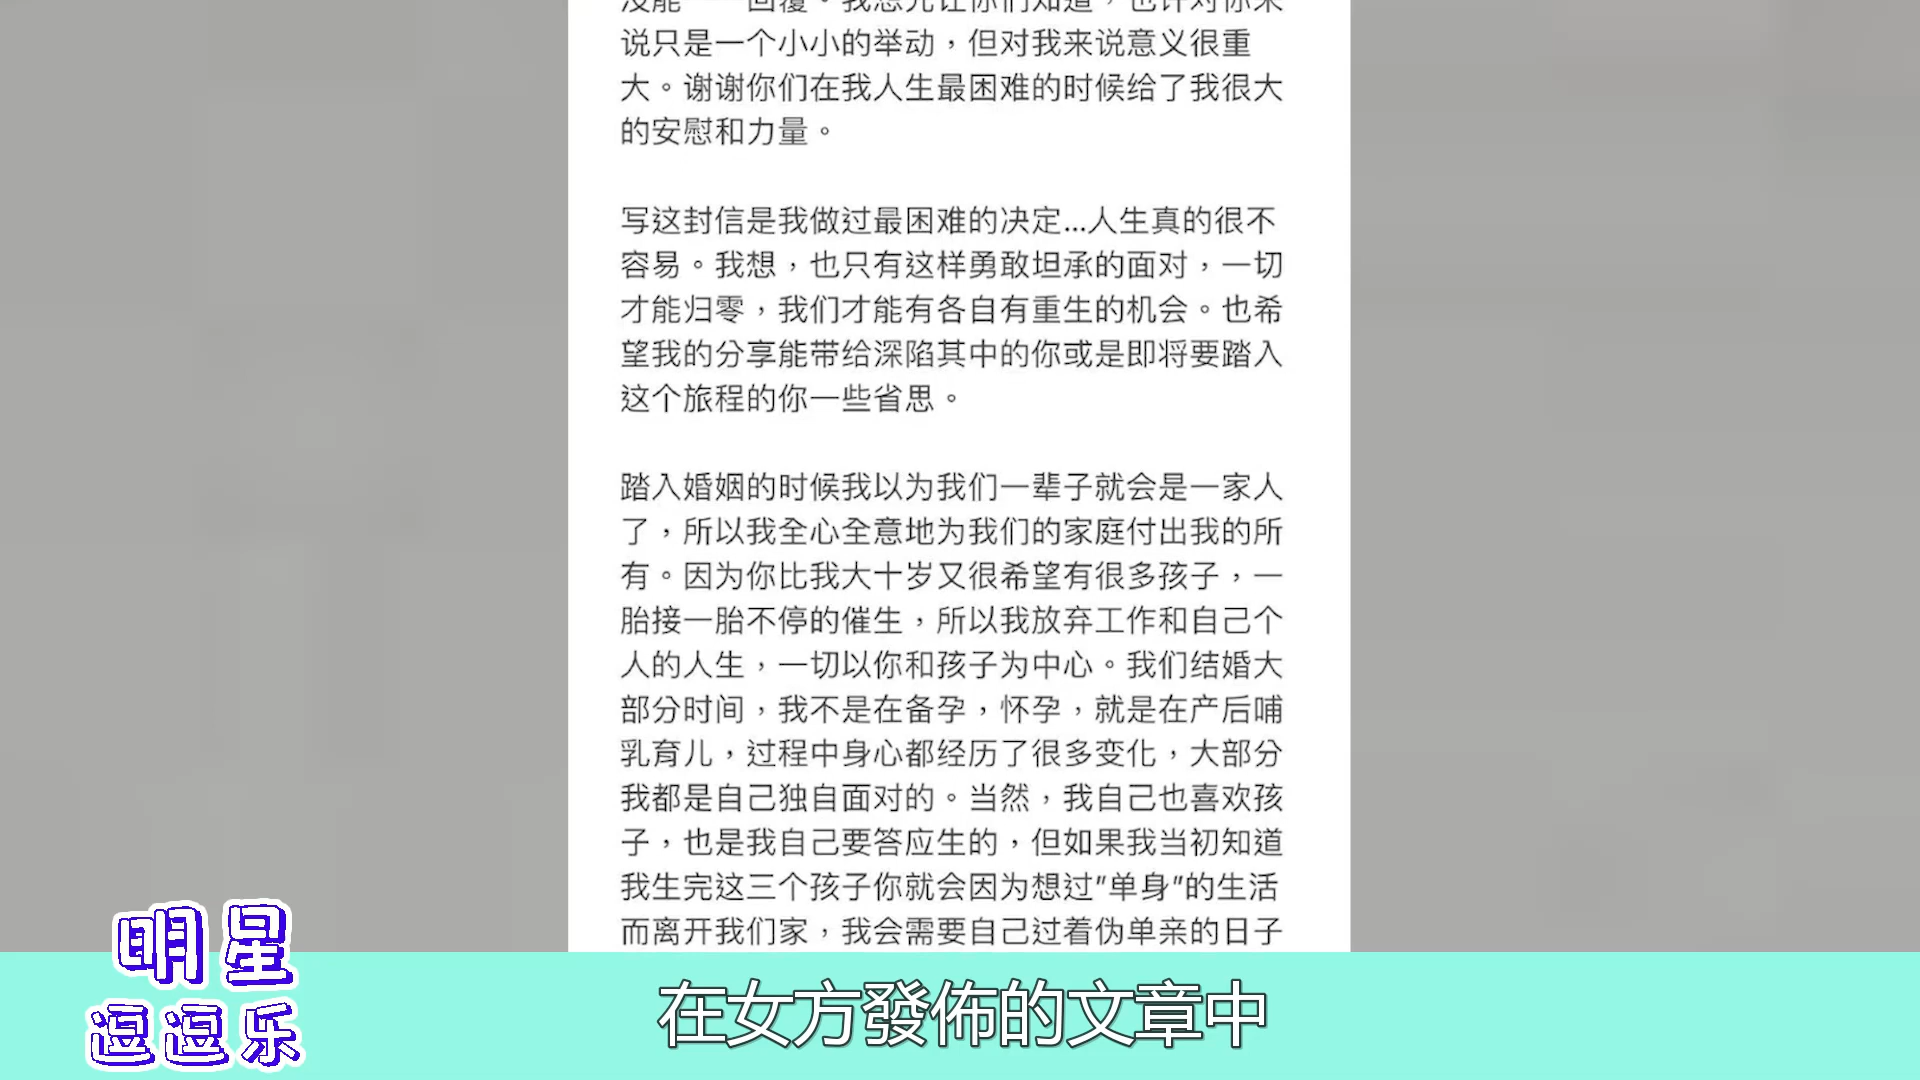 没能一一回覆。我想先让你们知道，也许对你来
说只是一个小小的举动，但对我来说意义很重
大。谢谢你们在我人生最困难的时候给了我很大
的安慰和力量。
写这封信是我做过最困难的决定...人生真的很不
容易。我想，也只有这样勇敢坦承的面对，一切
才能归零，我们才能有各自有重生的机会。也希
望我的分享能带给深陷其中的你或是即将要踏入
这个旅程的你一些省思。
踏入婚姻的时候我以为我们一辈子就会是一家人
了，所以我全心全意地为我们的家庭付出我的所
有。因为你比我大十岁又很希望有很多孩子，一
胎接一胎不停的催生，所以我放弃工作和自己个
人的人生，一切以你和孩子为中心。我们结婚大
部分时间，我不是在备孕，怀孕，就是在产后哺
乳育儿，过程中身心都经历了很多变化，大部分
我都是自己独自面对的。当然，我自己也喜欢孩
子，也是我自己要答应生的，但如果我当初知道
我生完这三个孩子你就会因为想过"单身"的生活
而离开我们家，我会需要自己过着伪单亲的日子
明星
逗逗乐
在女方發佈的文章中